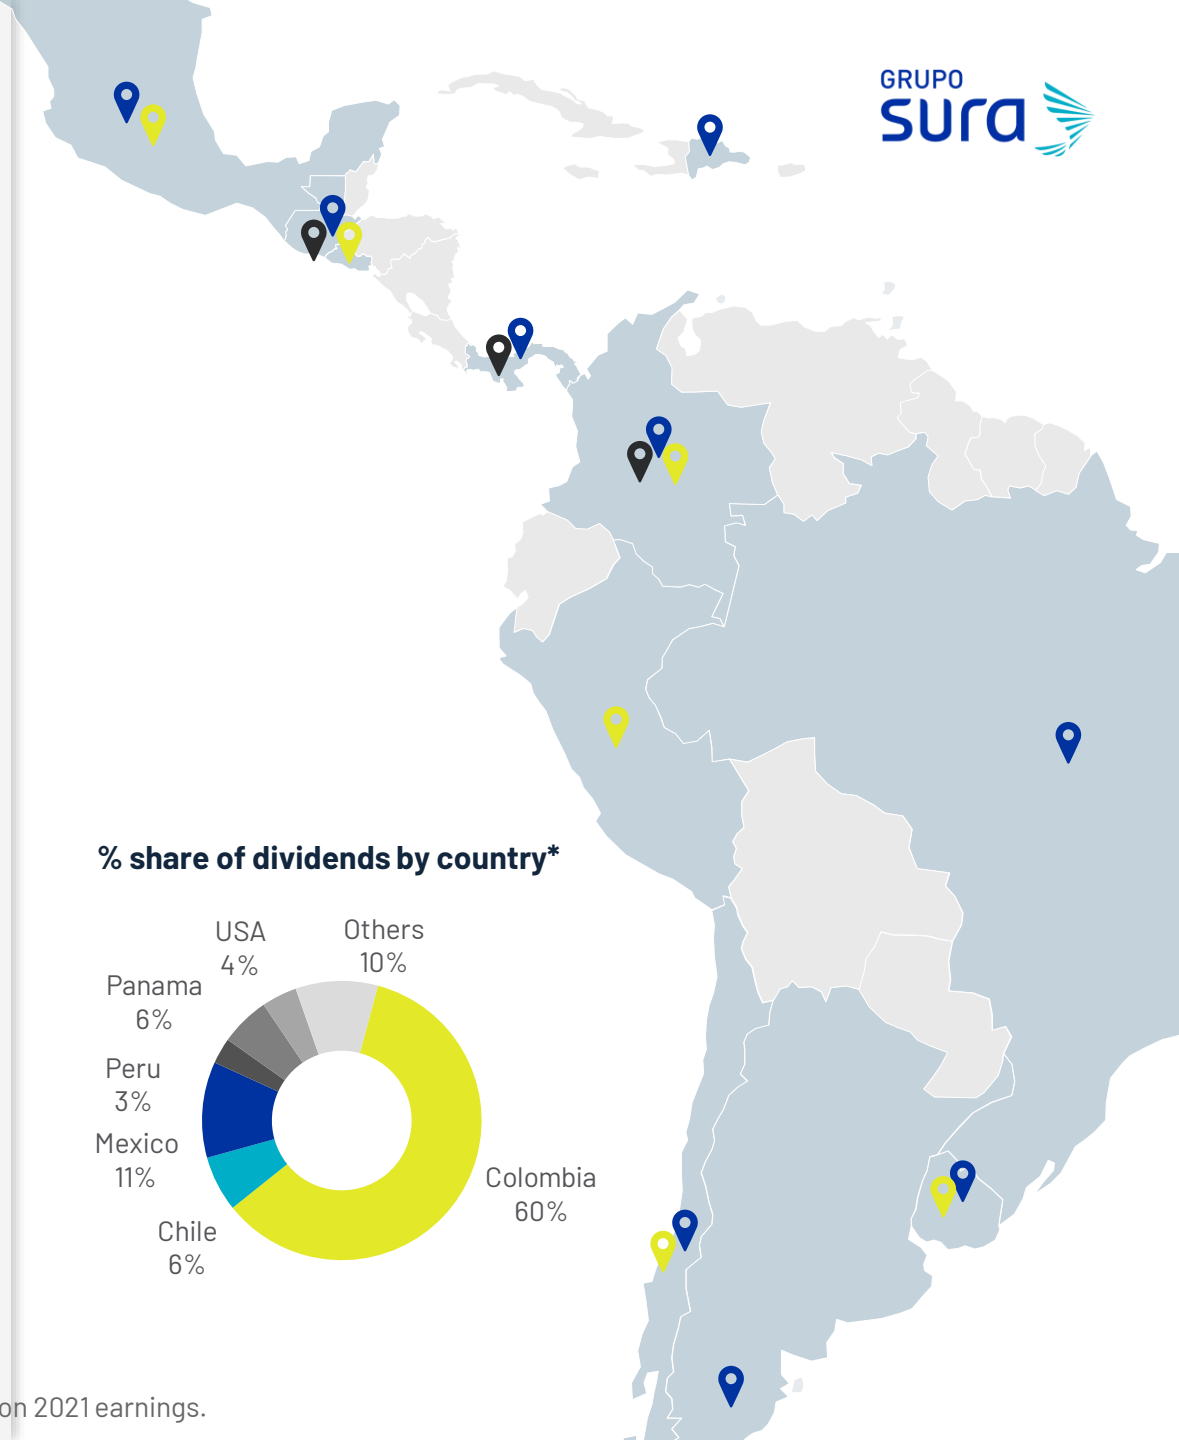 GRUPO
sura
% share of dividends by country*
USA
4%
Others
10%
Panama
6%
Peru
3%
Mexico
11%
Colombia
60%
Chile
6%
on 2021 earnings.